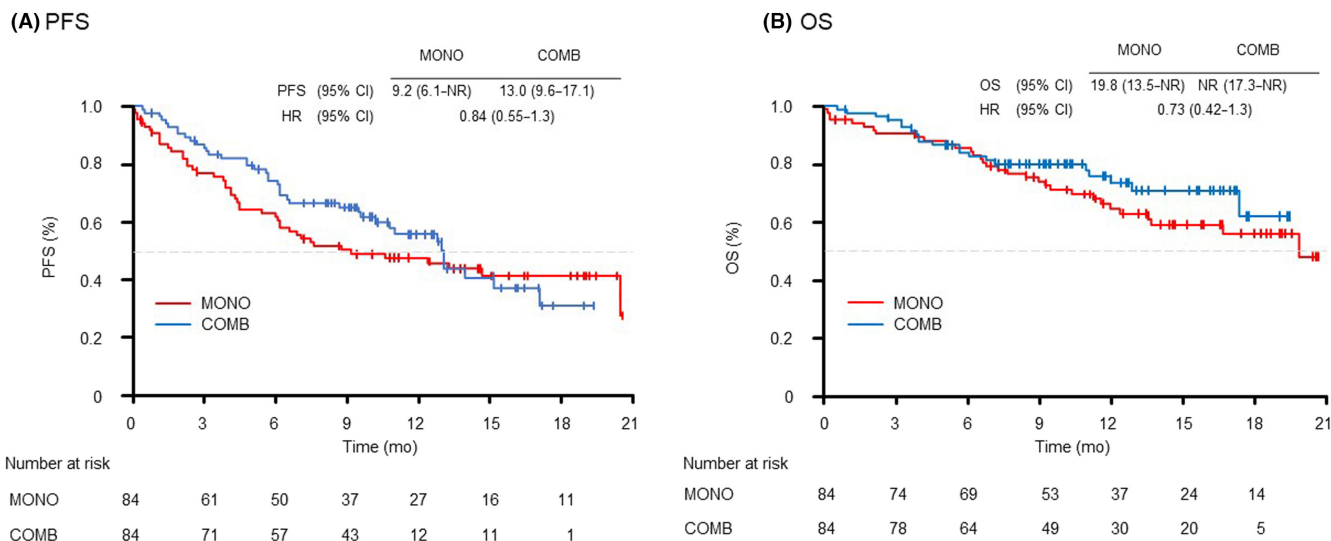 (A) PFS
MONO COMB
PFS (95% CI) 9.2 (6.1–NR) 13.0 (9.6–17.1)
HR (95% CI) 0.84 (0.55–1.3)
1.0
0.8
0.6
0.4
0.2
0
PFS (%)
MONO
COMB
0 3 6 9 12 15 18 21
Time (mo)
Number at risk
MONO 84 61 50 37 27 16 11
COMB 84 71 57 43 12 11 1
(B) OS
MONO COMB
OS (95% CI) 19.8 (13.5–NR) NR (17.3–NR)
HR (95% CI) 0.73 (0.42–1.3)
1.0
0.8
0.6
0.4
0.2
0
OS (%)
MONO
COMB
0 3 6 9 12 15 18 21
Time (mo)
Number at risk
MONO 84 74 69 53 37 24 14
COMB 84 78 64 49 30 20 5